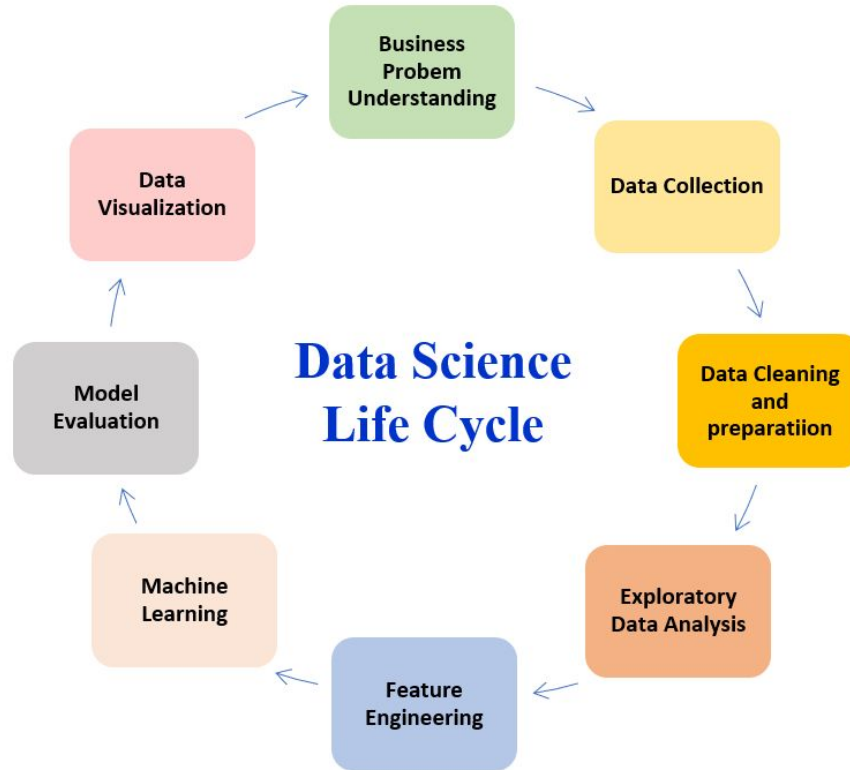 Business
Probem
Understanding
Data Collection
Data Cleaning
and
preparatiion
Exploratory
Data Analysis
Feature
Engineering
Machine
Learning
Model
Evaluation
Data
Visualization
Data Science
Life Cycle